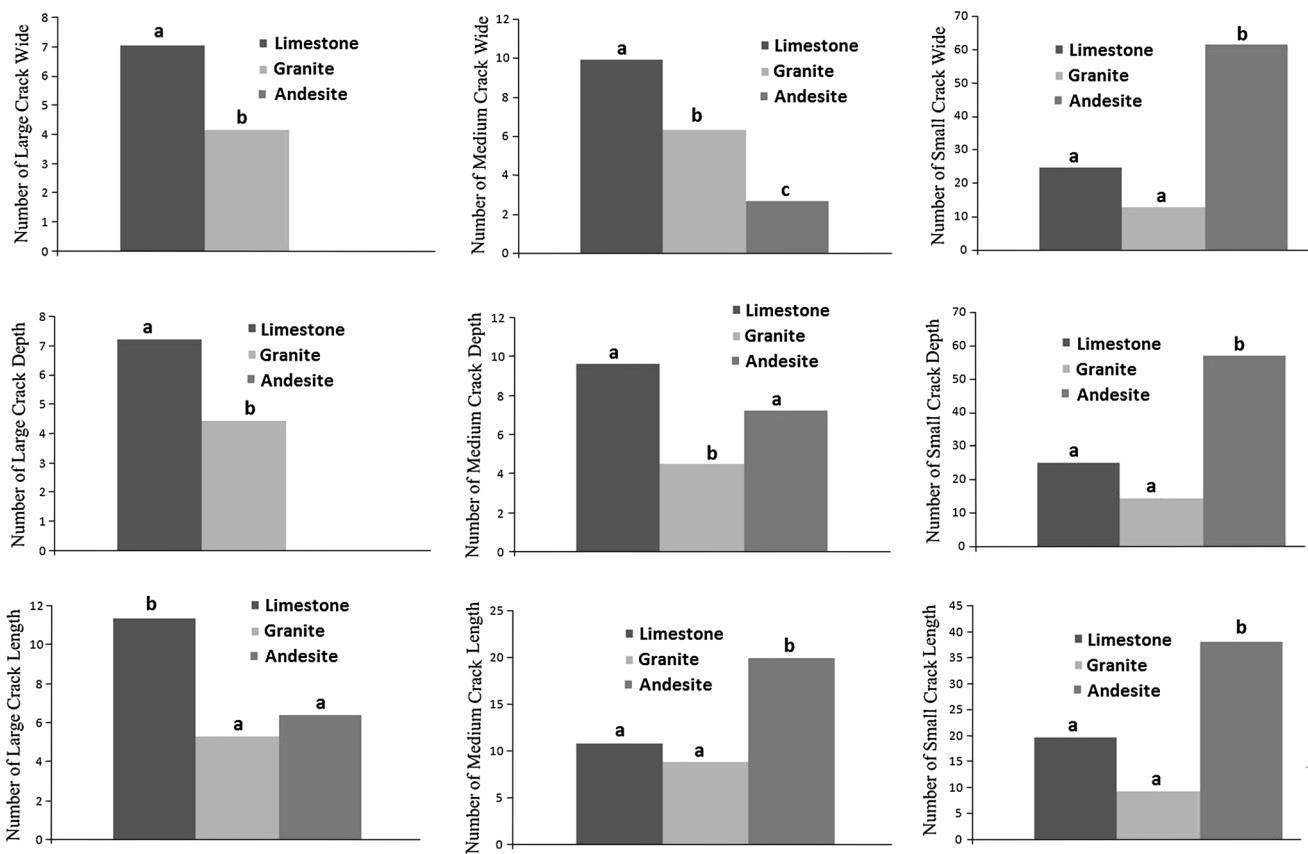 Number of Large Crack Wide
8
7
6
5
4
3
2
1
0
a
b
Limestone
Granite
Andesite
Number of Medium Crack Wide
12
10
8
6
4
2
0
a
b
c
Limestone
Granite
Andesite
Number of Small Crack Wide
70
60
50
40
30
20
10
0
a
a
b
Limestone
Granite
Andesite
Number of Large Crack Depth
8
7
6
5
4
3
2
1
0
a
b
Limestone
Granite
Andesite
Number of Medium Crack Depth
12
10
8
6
4
2
0
a
b
a
Limestone
Granite
Andesite
Number of Small Crack Depth
70
60
50
40
30
20
10
0
a
a
b
Limestone
Granite
Andesite
Number of Large Crack Length
12
10
8
6
4
2
0
b
a
a
Limestone
Granite
Andesite
Number of Medium Crack Length
25
20
15
10
5
0
a
a
b
Limestone
Granite
Andesite
Number of Small Crack Length
45
40
35
30
25
20
15
10
5
0
a
a
b
Limestone
Granite
Andesite